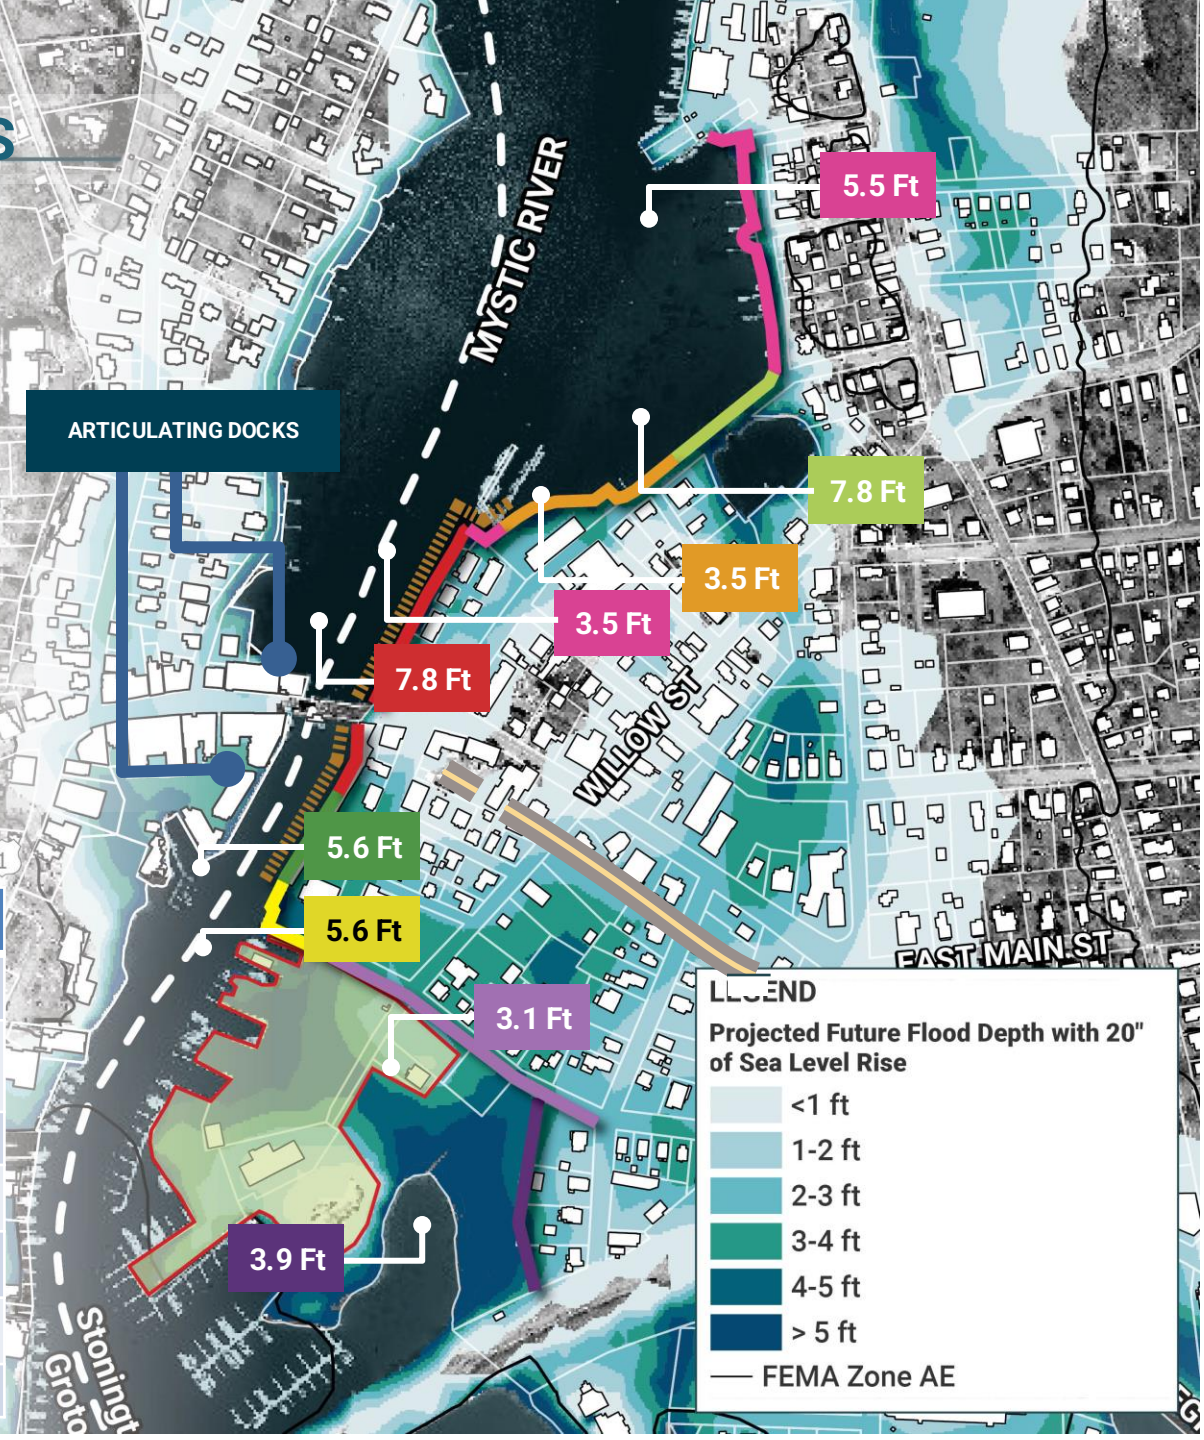 S
MYSTIC RIVER
5.5 Ft
ARTICULATING DOCKS
7.8 Ft
3.5 Ft
3.5 Ft
7.8 Ft
WILLOW ST
5.6 Ft
5.6 Ft
EAST MAIN ST
3.1 Ft
3.9 Ft
LEGEND
Projected Future Flood Depth with 20"
of Sea Level Rise
<1 ft
1-2 ft
2-3 ft
3-4 ft
4-5 ft
> 5 ft
FEMA Zone AE
Stoningt
Groto